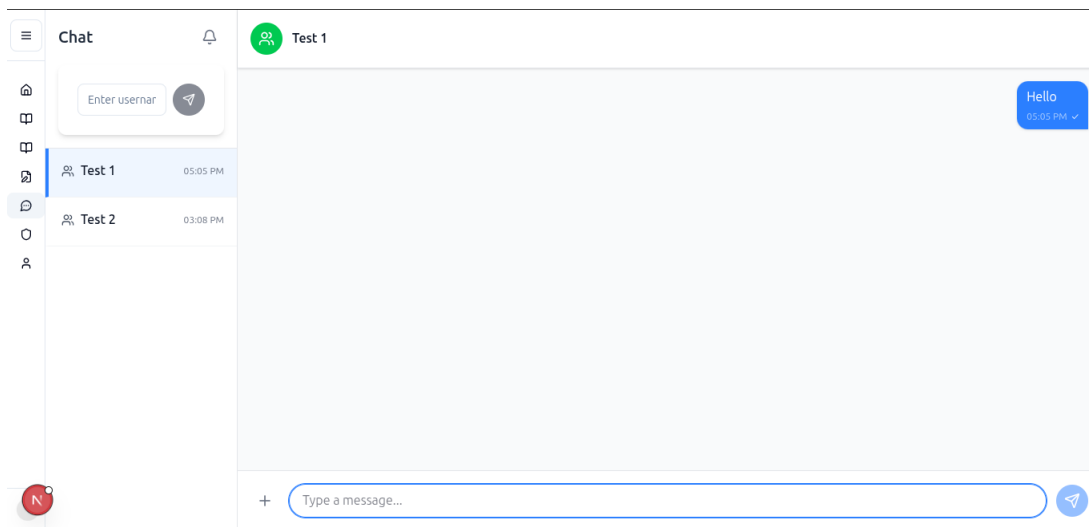 Chat
Enter usernar
Test 1
05:05 PM
Test 2
03:08 PM
Test 1
Hello
05:05 PM
Type a message...
N